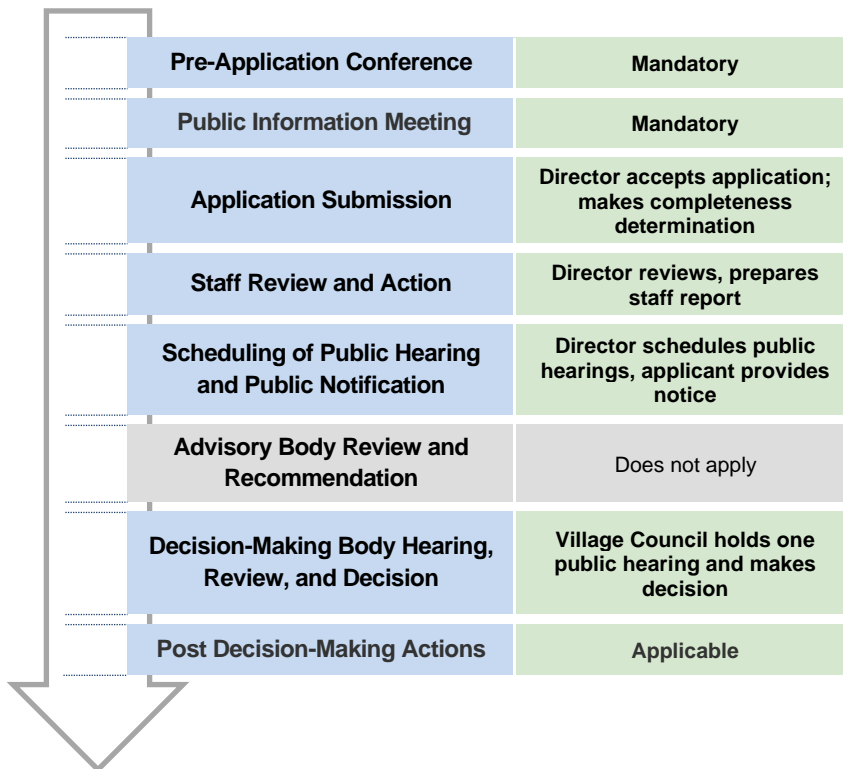 Pre-Application Conference
Mandatory
Public Information Meeting
Mandatory
Application Submission
Director accepts application;
makes completeness
determination
Staff Review and Action
Director reviews, prepares
staff report
Scheduling of Public Hearing
and Public Notification
Director schedules public
hearings, applicant provides
notice
Advisory Body Review and
Recommendation
Does not apply
Decision-Making Body Hearing,
Review, and Decision
Village Council holds one
public hearing and makes
decision
Post Decision-Making Actions
Applicable